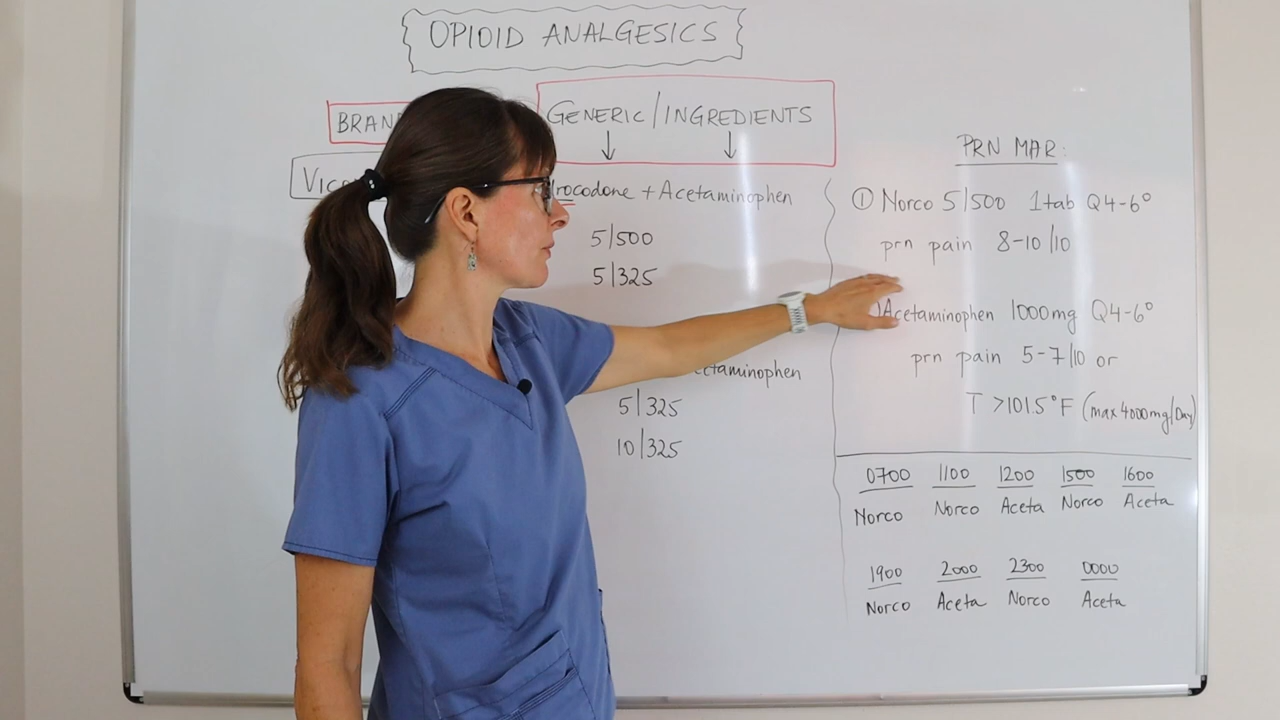 OPIOID ANALGESICS
BRAN
GENERIC/INGREDIENTS
Vic
rocodone + Acetaminophen
5/500
5/325
cetaminophen
5/325
10/325
PRN MAR:
① Norco 5/500 1tab Q4-6°
prn pain 8-10/10
Acetaminophen 1000mg Q4-6°
prn pain 5-7/10 or
T >101.5°F (max 4000mg/Day)
0700 1100 1200 1500 1600
Norco Norco Aceta Norco Aceta
1900 2000 2300 0000
Norco Aceta Norco Aceta